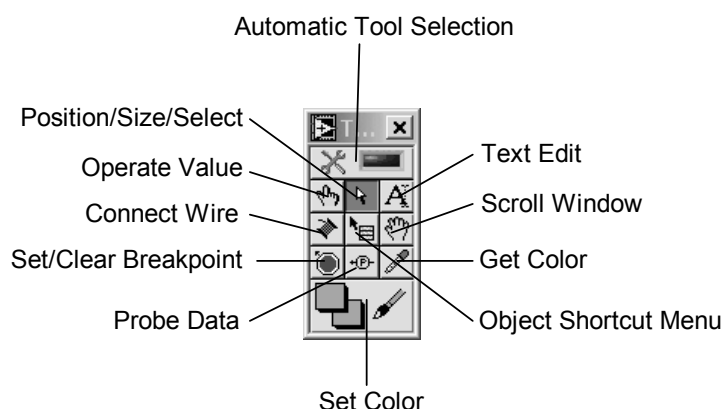 Automatic Tool Selection
Position/Size/Select
T...
Operate Value
Text Edit
Connect Wire
Scroll Window
Set/Clear Breakpoint
Get Color
Probe Data
Object Shortcut Menu
Set Color